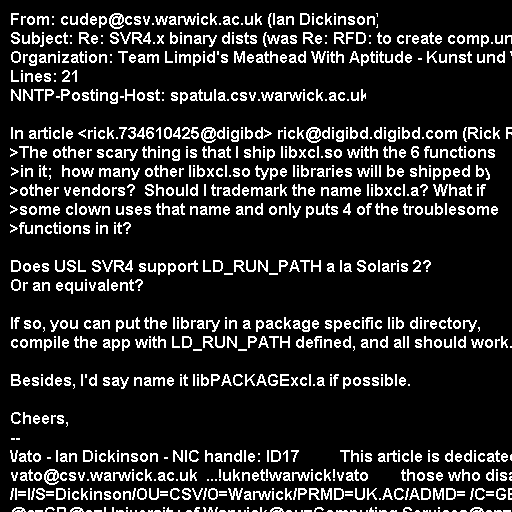 From: cudep@csv.warwick.ac.uk (Ian Dickinson)
Subject: Re: SVR4.x binary dists (was Re: RFD: to create comp.un
Organization: Team Limpid's Meathead With Aptitude - Kunst und
Lines: 21
NNTP-Posting-Host: spatula.csv.warwick.ac.uk
In article <rick.734610425@digibd> rick@digibd.digibd.com (Rick
>The other scary thing is that I ship libxcl.so with the 6 functions
>in it;  how many other libxcl.so type libraries will be shipped by
>other vendors?  Should I trademark the name libxcl.a? What if
>some clown uses that name and only puts 4 of the troublesome
>functions in it?
Does USL SVR4 support LD_RUN_PATH a la Solaris 2?
Or an equivalent?
If so, you can put the library in a package specific lib directory,
compile the app with LD_RUN_PATH defined, and all should work.
Besides, I'd say name it libPACKAGExcl.a if possible.
Cheers,
--
Vato - Ian Dickinson - NIC handle: ID17 This article is dedicate
vato@csv.warwick.ac.uk ...!uknet!warwick!vato those who disa
/I=I/S=Dickinson/OU=CSV/O=Warwick/PRMD=UK.AC/ADMD= /C=GB